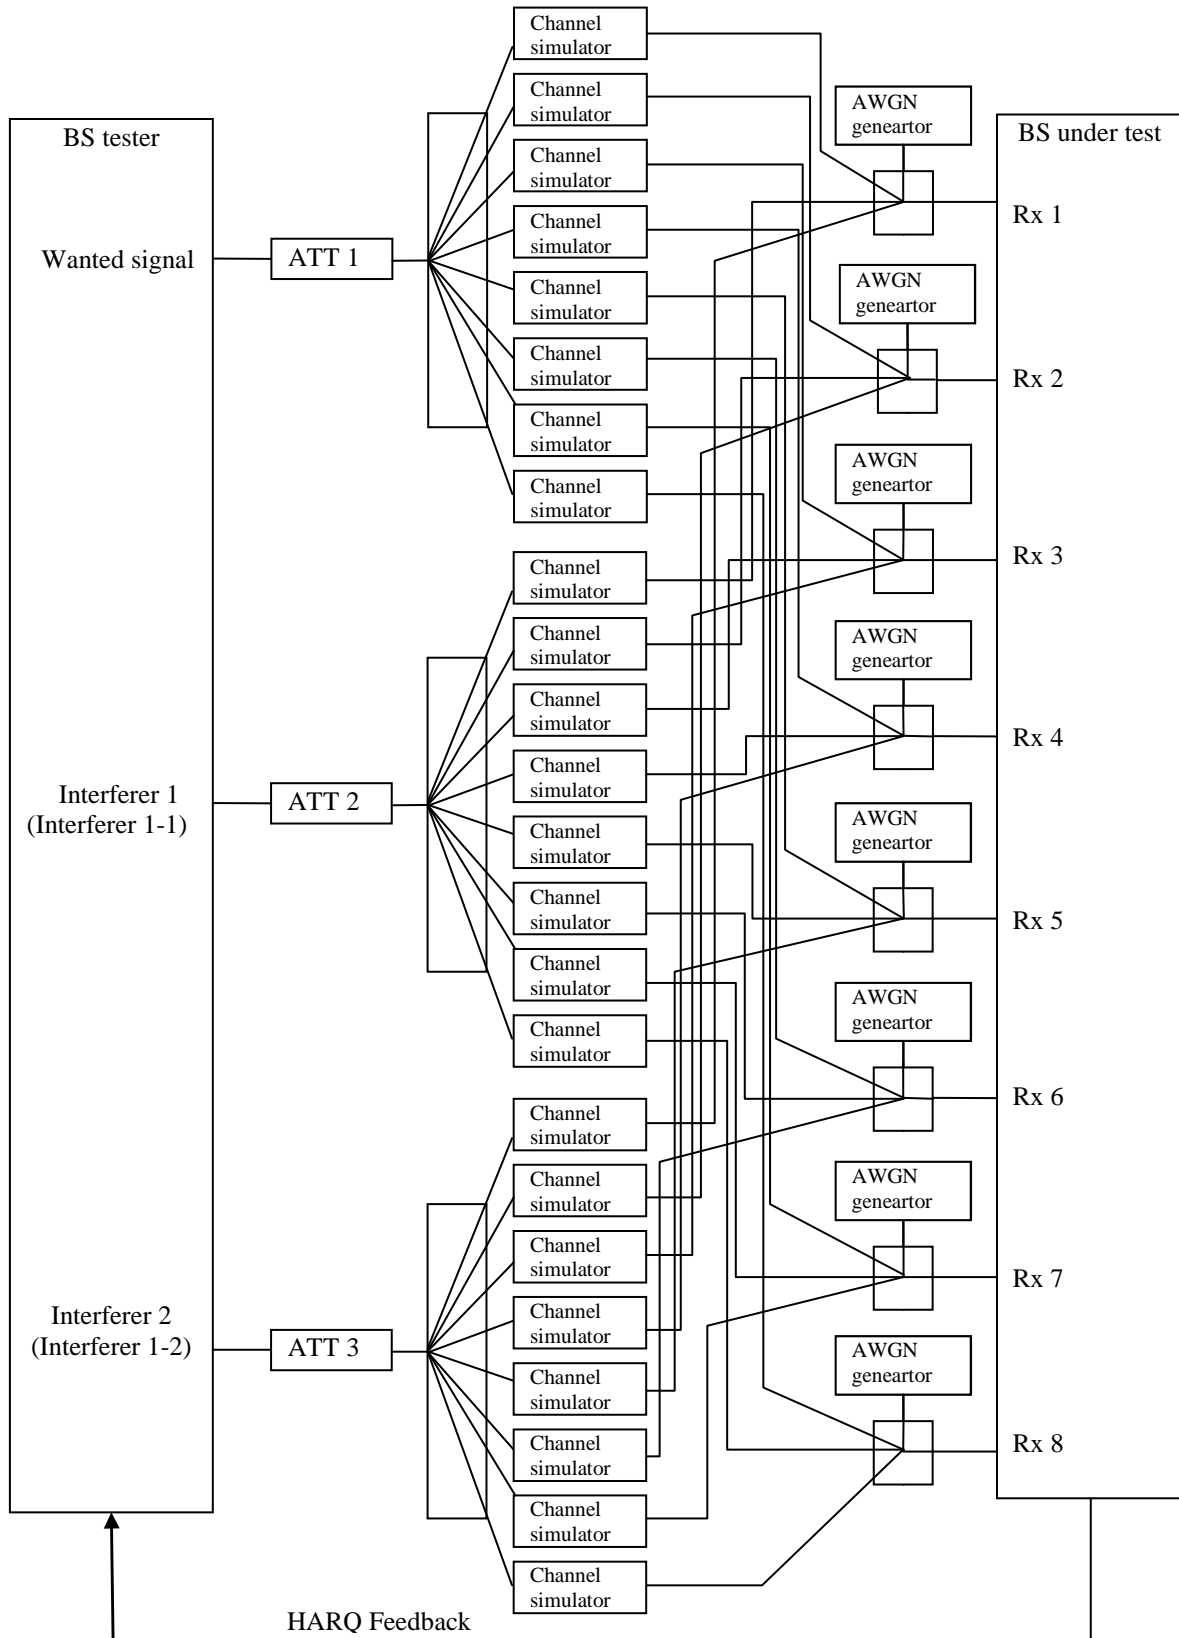 BS tester
Wanted signal
Interferer 1
(Interferer 1-1)
Interferer 2
(Interferer 1-2)
ATT 1
ATT 2
ATT 3
Channel
simulator
Channel
simulator
Channel
simulator
Channel
simulator
Channel
simulator
Channel
simulator
Channel
simulator
Channel
simulator
Channel
simulator
Channel
simulator
Channel
simulator
Channel
simulator
Channel
simulator
Channel
simulator
Channel
simulator
Channel
simulator
Channel
simulator
Channel
simulator
Channel
simulator
Channel
simulator
Channel
simulator
Channel
simulator
Channel
simulator
Channel
simulator
AWGN
geneartor
AWGN
geneartor
AWGN
geneartor
AWGN
geneartor
AWGN
geneartor
AWGN
geneartor
AWGN
geneartor
AWGN
geneartor
BS under test
Rx 1
Rx 2
Rx 3
Rx 4
Rx 5
Rx 6
Rx 7
Rx 8
HARQ Feedback